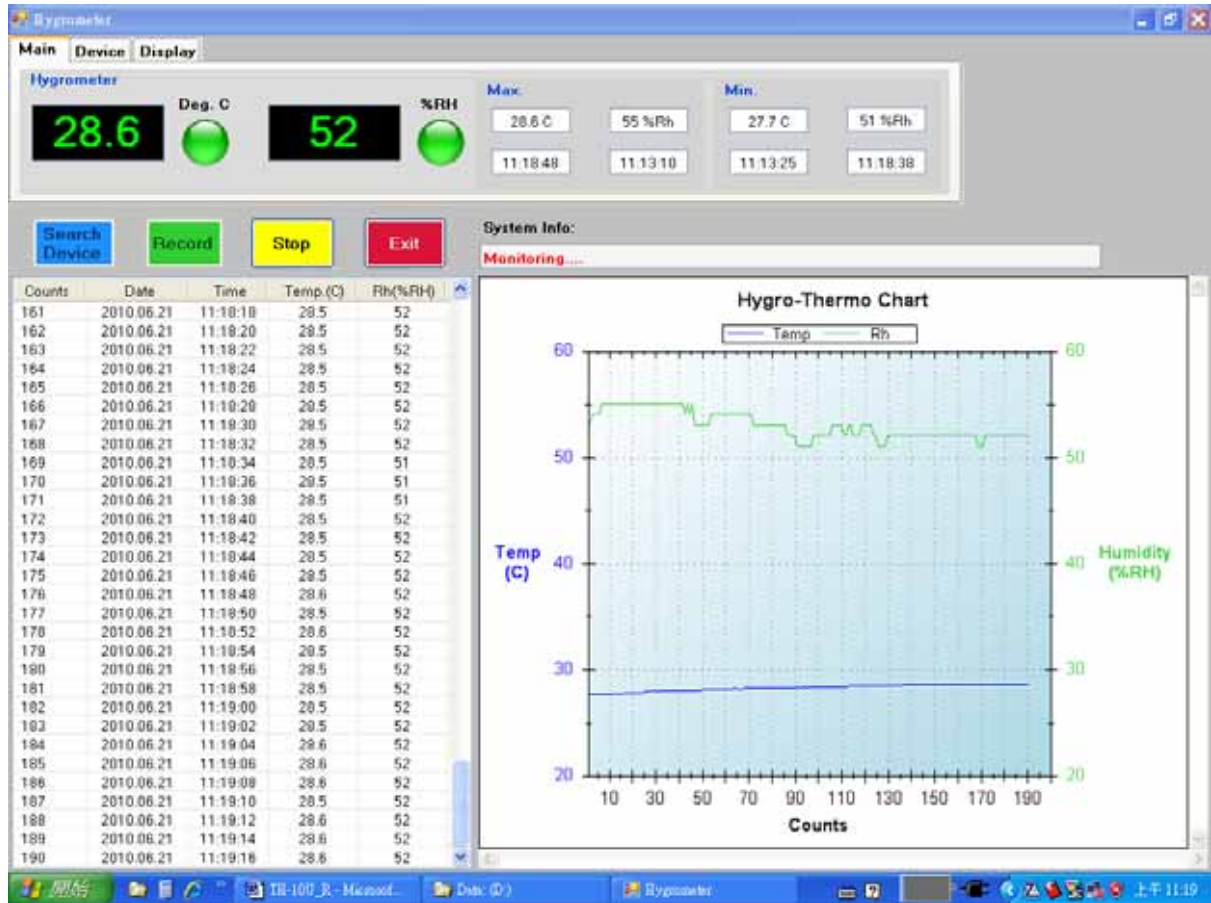 Hygrometer
Main Device Display
Hygrometer
Deg. C
%RH
28.6
52
Max.
28.6 C 55 %Rh
11:18:48 11:13:10
Min.
27.7 C 51 %Rh
11:13:25 11:18:38
Search Device
Record
Stop
Exit
System Info:
Monitoring....
Counts Date Time Temp.(C) Rh(%RH)
161 2010.06.21 11:18:18 28.5 52
162 2010.06.21 11:18:20 28.5 52
163 2010.06.21 11:18:22 28.5 52
164 2010.06.21 11:18:24 28.5 52
165 2010.06.21 11:18:26 28.5 52
166 2010.06.21 11:18:28 28.5 52
167 2010.06.21 11:18:30 28.5 52
168 2010.06.21 11:18:32 28.5 52
169 2010.06.21 11:18:34 28.5 51
170 2010.06.21 11:18:36 28.5 51
171 2010.06.21 11:18:38 28.5 51
172 2010.06.21 11:18:40 28.5 52
173 2010.06.21 11:18:42 28.5 52
174 2010.06.21 11:18:44 28.5 52
175 2010.06.21 11:18:46 28.5 52
176 2010.06.21 11:18:48 28.6 52
177 2010.06.21 11:18:50 28.5 52
178 2010.06.21 11:18:52 28.6 52
179 2010.06.21 11:18:54 28.5 52
180 2010.06.21 11:18:56 28.5 52
181 2010.06.21 11:18:58 28.5 52
182 2010.06.21 11:19:00 28.5 52
183 2010.06.21 11:19:02 28.5 52
184 2010.06.21 11:19:04 28.6 52
185 2010.06.21 11:19:06 28.6 52
186 2010.06.21 11:19:08 28.6 52
187 2010.06.21 11:19:10 28.5 52
188 2010.06.21 11:19:12 28.6 52
189 2010.06.21 11:19:14 28.6 52
190 2010.06.21 11:19:16 28.6 52
Hygro-Thermo Chart
Temp Rh
60 60
50 50
Temp (C) 40 40 Humidity (%RH)
30 30
20 20
10 30 50 70 90 110 130 150 170 190
Counts
開始 TH-10U_R - Microsof... Data (D:) Hygrometer 上午 11:19